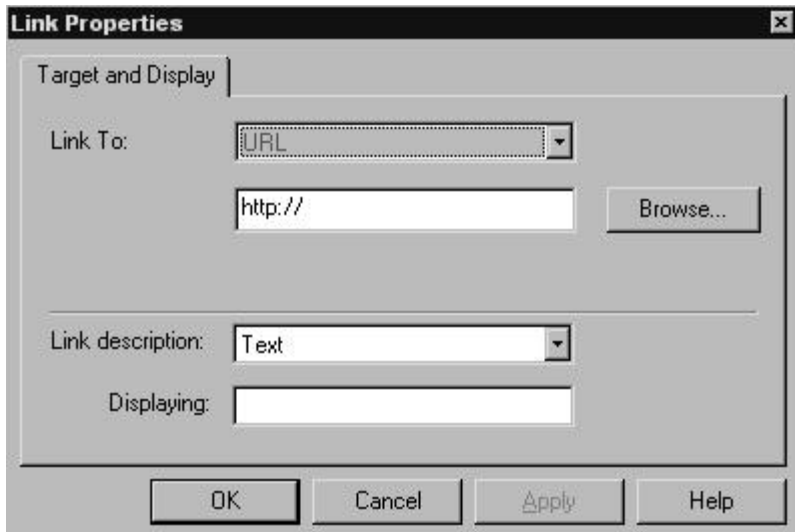 Link Properties
Target and Display
Link To: URL
http:// Browse...
Link description: Text
Displaying:
OK Cancel Apply Help